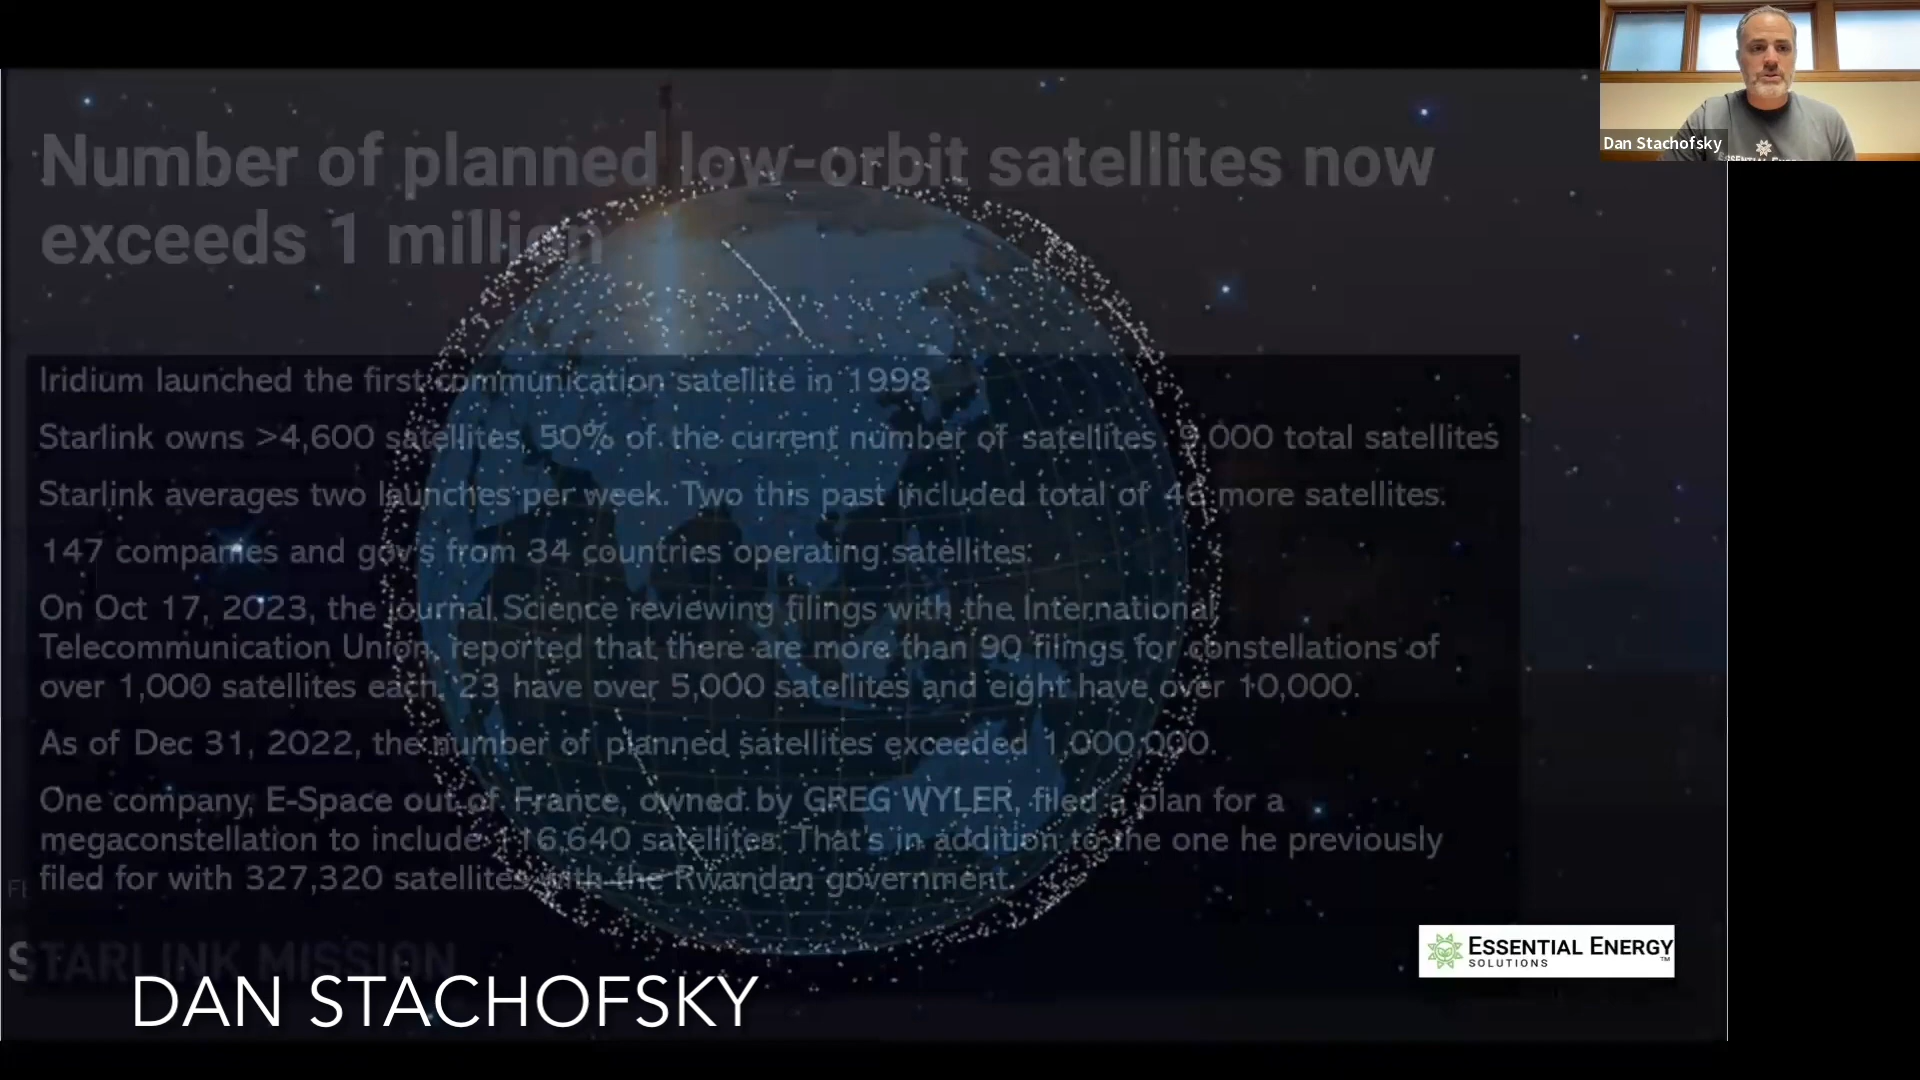 Dan Stachofsky
Number of planned low-orbit satellites now
exceeds 1 million
Iridium launched the first communication satellite in 1998
Starlink owns >4,600 satellites, 50% of the current number of satellites. 9,000 total satellites
Starlink averages two launches per week. Two this past included total of 46 more satellites.
147 companies and gov's from 34 countries operating satellites.
On Oct 17, 2023, the journal Science reviewing filings with the International
Telecommunication Union, reported that there are more than 90 filings for constellations of
over 1,000 satellites each, 23 have over 5,000 satellites and eight have over 10,000.
As of Dec 31, 2022, the number of planned satellites exceeded 1,000,000.
One company, E-Space out of France, owned by GREG WYLER, filed a plan for a
megaconstellation to include 116,640 satellites. That's in addition to the one he previously
filed for with 327,320 satellites with the Rwandan government.
STARLINK MISSION
ESSENTIAL ENERGY
SOLUTIONS
TM
DAN STACHOFSKY